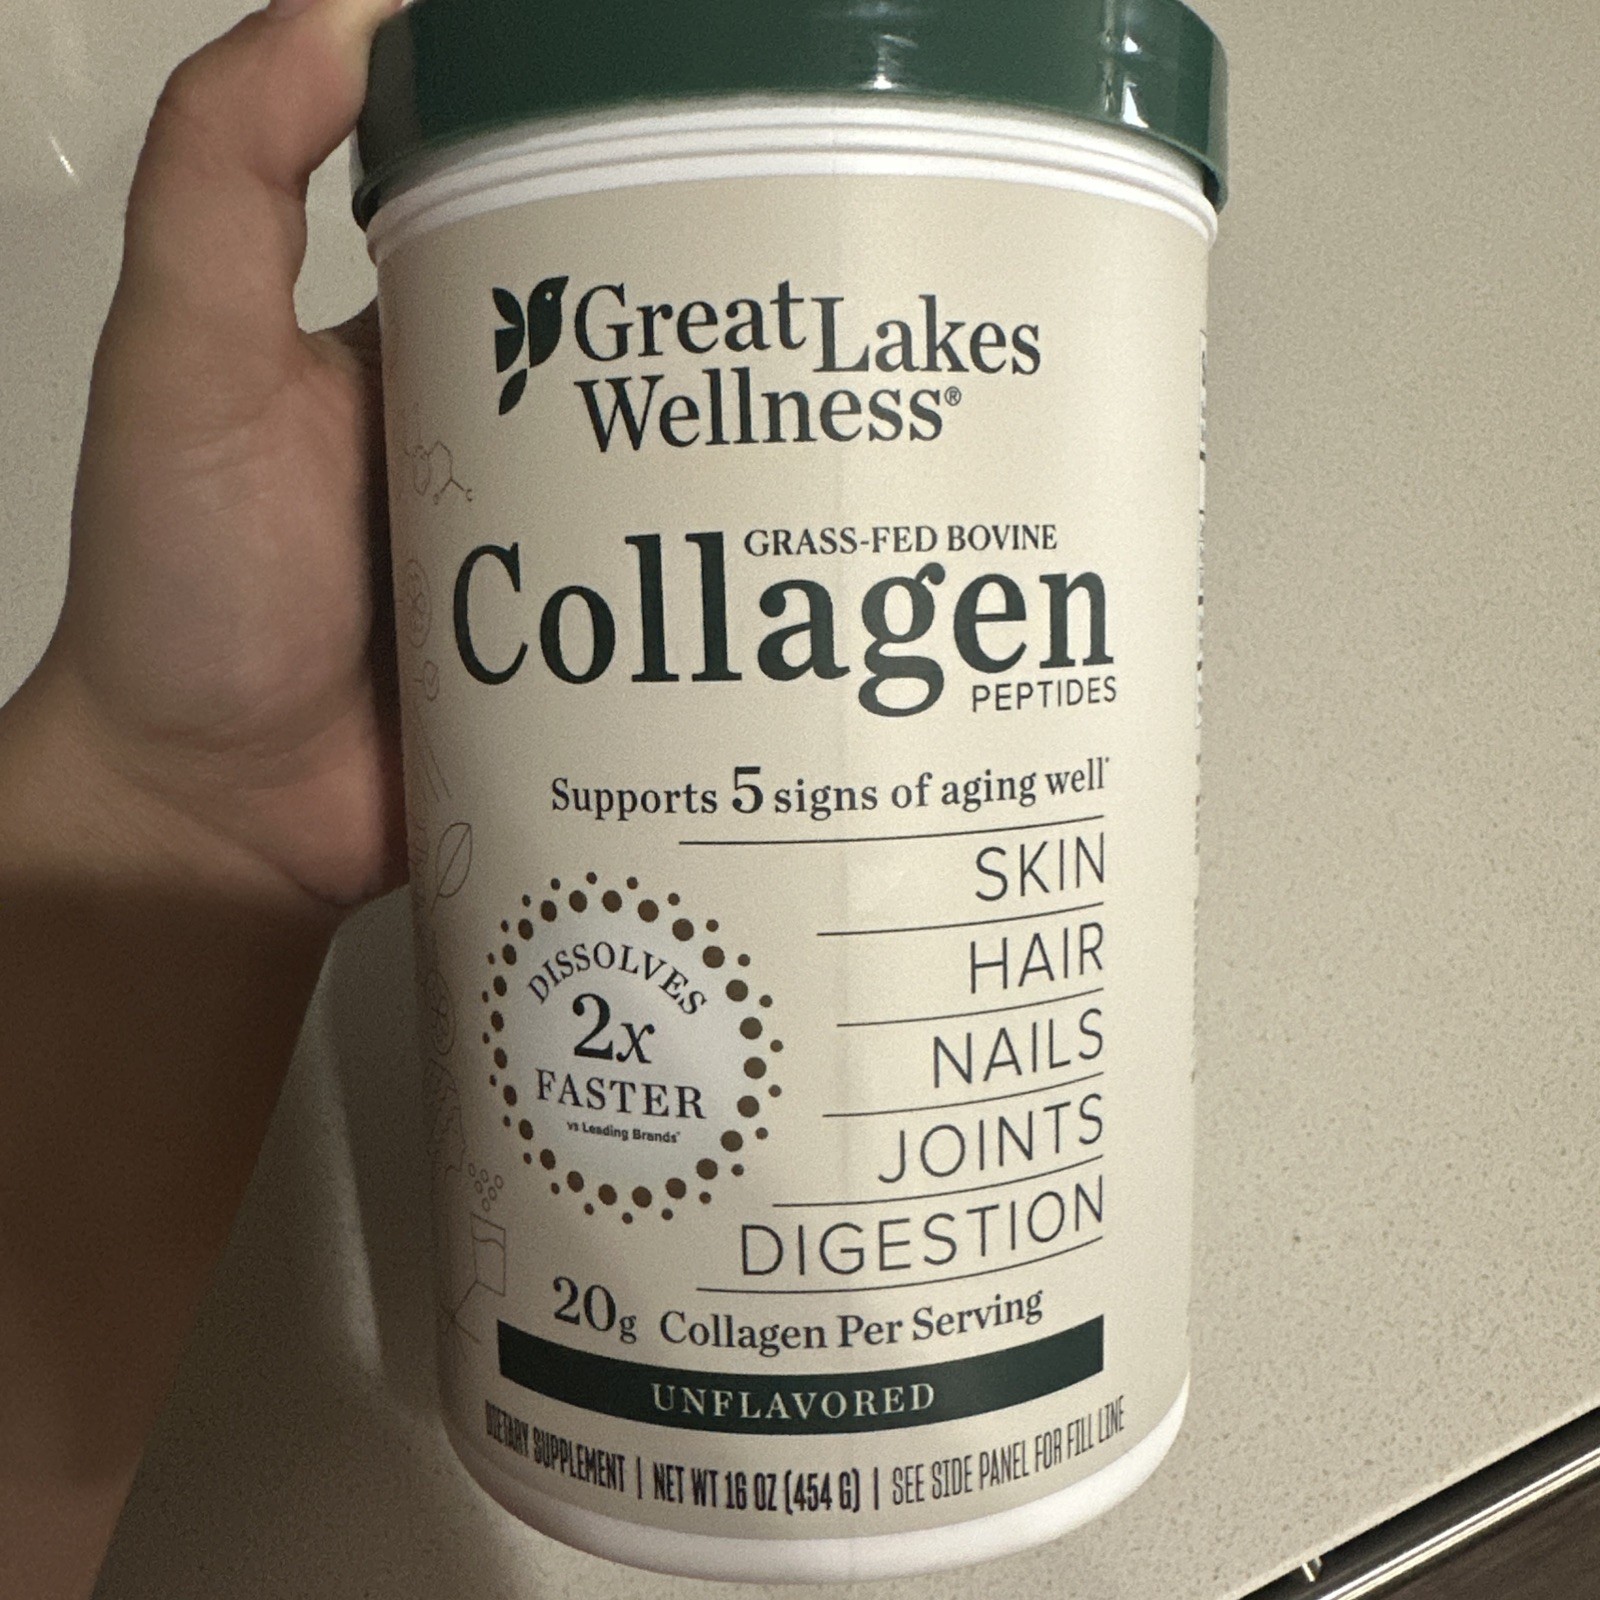 Great Lakes
Wellness®
GRASS-FED BOVINE
Collagen
PEPTIDES
Supports 5 signs of aging well*
SKIN
HAIR
NAILS
JOINTS
DIGESTION
DISSOLVES
2x
FASTER
vs Leading Brands*
20g Collagen Per Serving
UNFLAVORED
DIETARY SUPPLEMENT | NET WT 16 OZ (454 G) | SEE SIDE PANEL FOR FILL LINE